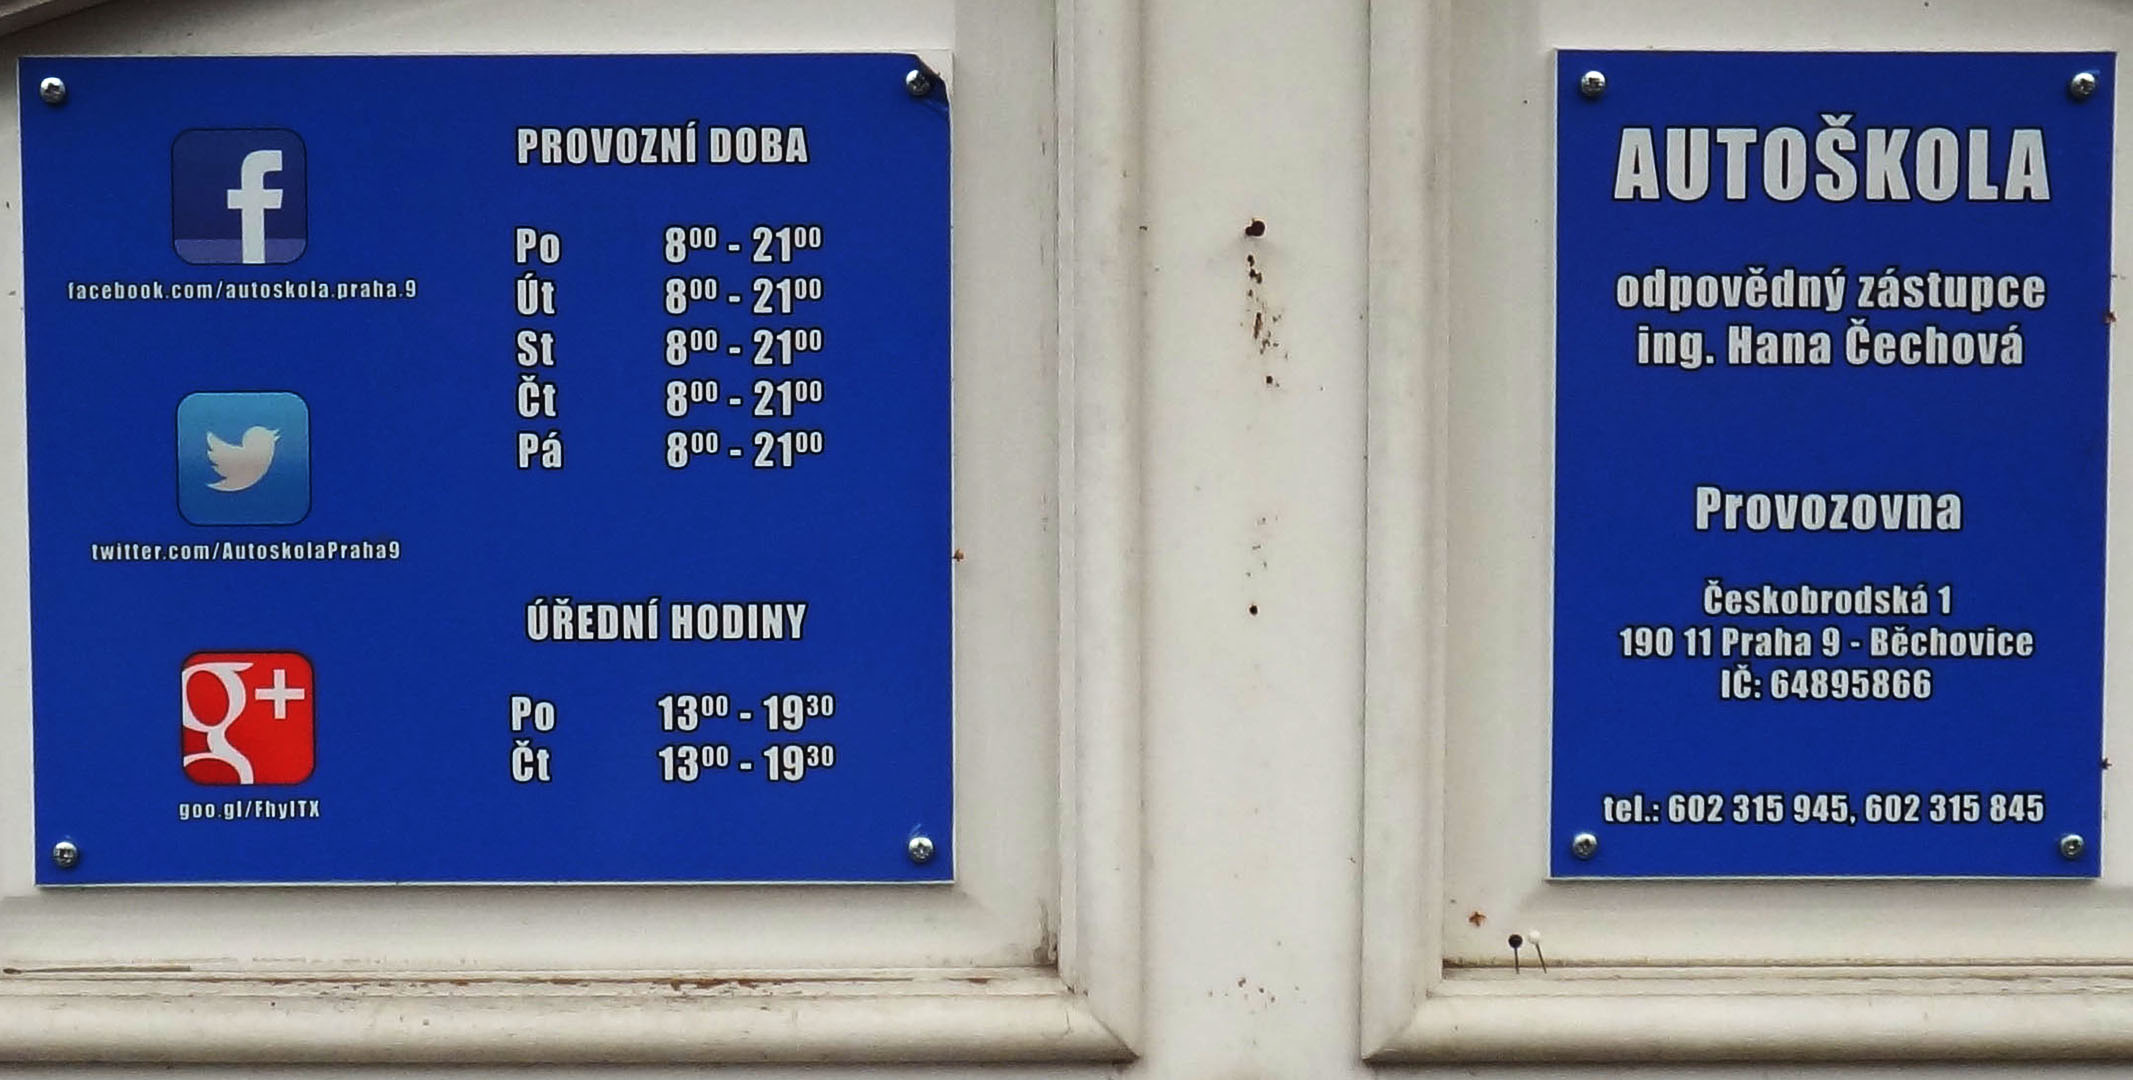 facebook.com/autoskola.praha.9
twitter.com/AutoskolaPraha9
g+
goo.gl/FhyITX
PROVOZNÍ DOBA
Po 8⁰⁰ - 21⁰⁰
Út 8⁰⁰ - 21⁰⁰
St 8⁰⁰ - 21⁰⁰
Čt 8⁰⁰ - 21⁰⁰
Pá 8⁰⁰ - 21⁰⁰
ÚŘEDNÍ HODINY
Po 13⁰⁰ - 19³⁰
Čt 13⁰⁰ - 19³⁰
AUTOŠKOLA
odpovědný zástupce
ing. Hana Čechová
Provozovna
Českobrodská 1
190 11 Praha 9 - Běchovice
IČ: 64895866
tel.: 602 315 945, 602 315 845